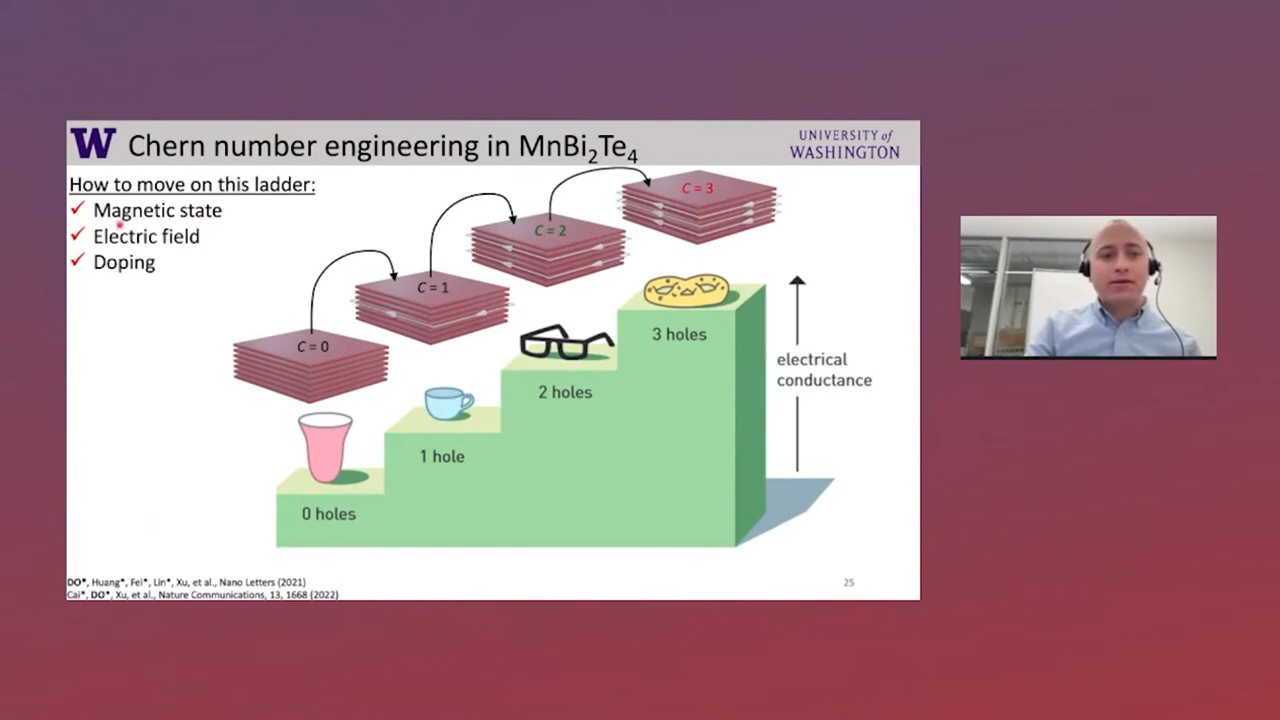 W Chern number engineering in MnBi₂Te₄
UNIVERSITY of
WASHINGTON
How to move on this ladder:
✓ Magnetic state
✓ Electric field
✓ Doping
C = 0
C = 1
C = 2
C = 3
0 holes
1 hole
2 holes
3 holes
electrical
conductance
DO*, Huang*, Fei*, Lin*, Xu, et al., Nano Letters (2021)
Cai*, DO*, Xu, et al., Nature Communications, 13, 1668 (2022)
25